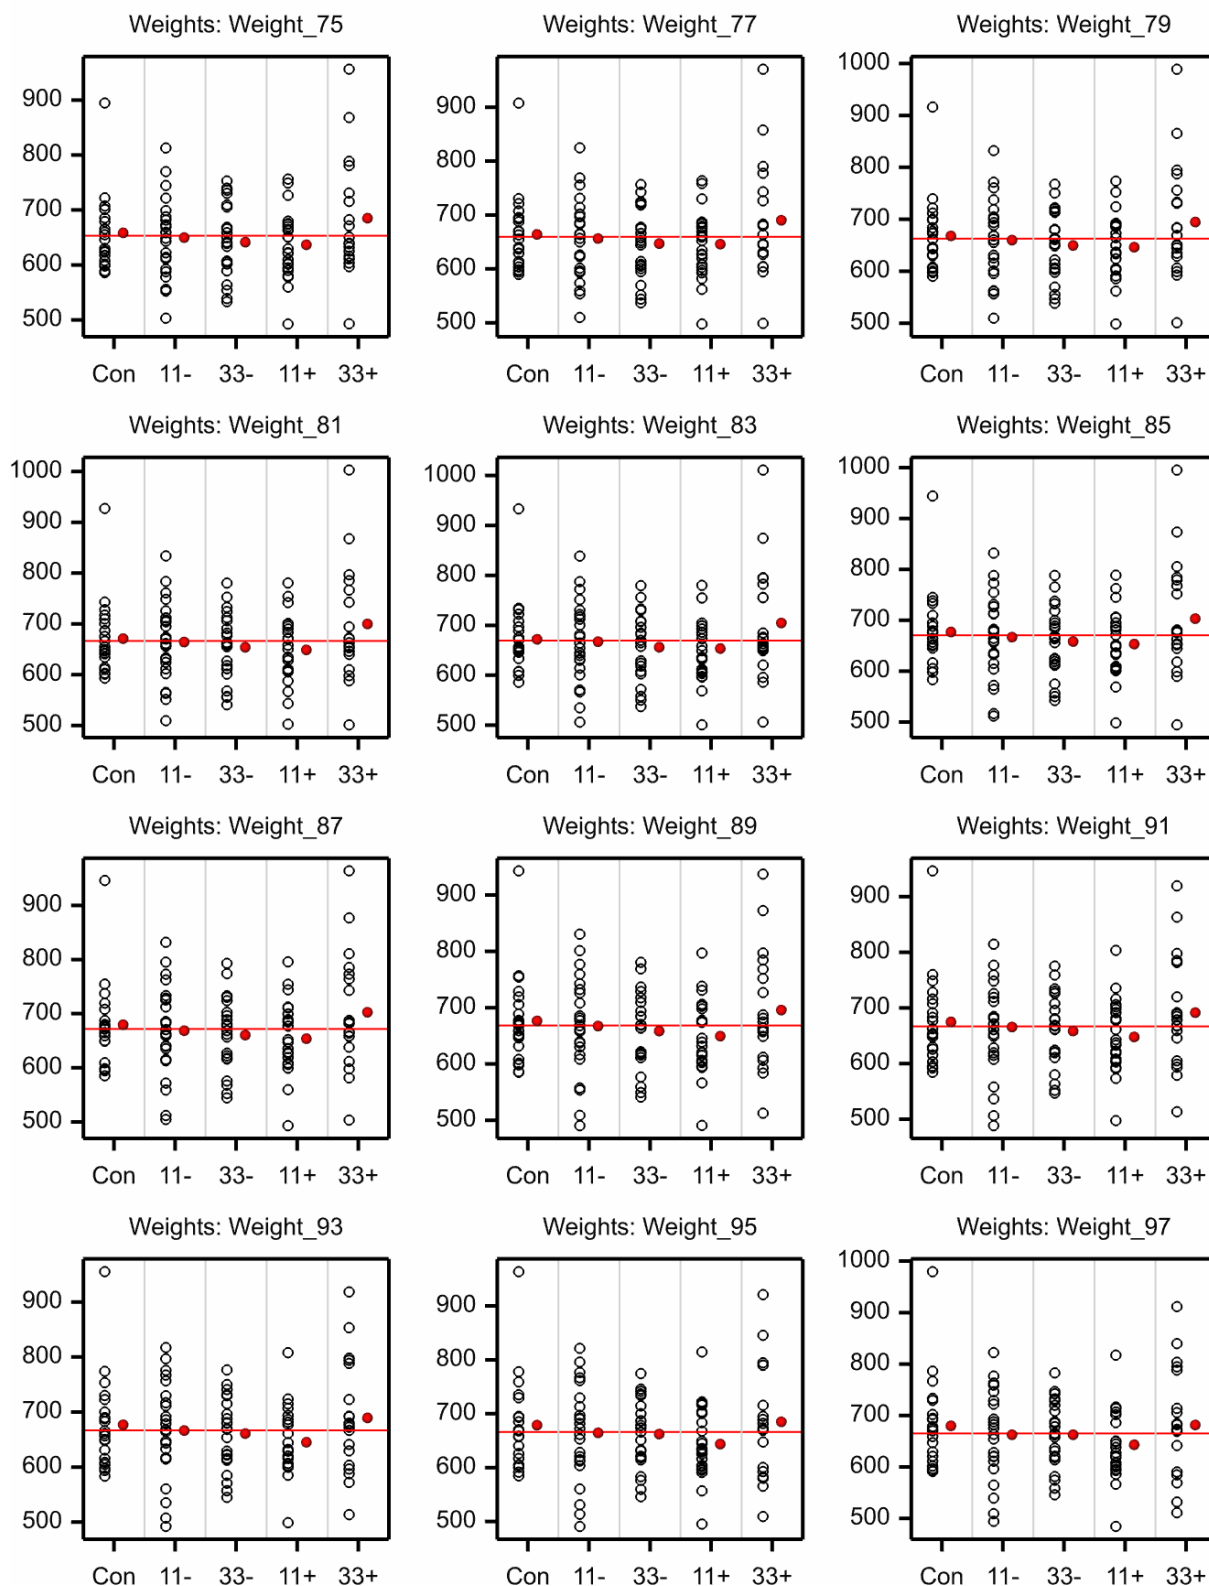 Weights: Weight_75 Weights: Weight_77 Weights: Weight_79
900 900 1000
800 800 900
700 700 800
600 600 700
500 500 600
500
Con 11- 33- 11+ 33+ Con 11- 33- 11+ 33+ Con 11- 33- 11+ 33+
Weights: Weight_81 Weights: Weight_83 Weights: Weight_85
1000 1000 1000
900 900 900
800 800 800
700 700 700
600 600 600
500 500 500
Con 11- 33- 11+ 33+ Con 11- 33- 11+ 33+ Con 11- 33- 11+ 33+
Weights: Weight_87 Weights: Weight_89 Weights: Weight_91
900 900 900
800 800 800
700 700 700
600 600 600
500 500 500
Con 11- 33- 11+ 33+ Con 11- 33- 11+ 33+ Con 11- 33- 11+ 33+
Weights: Weight_93 Weights: Weight_95 Weights: Weight_97
900 900 1000
800 800 900
700 700 800
600 600 700
500 500 600
500
Con 11- 33- 11+ 33+ Con 11- 33- 11+ 33+ Con 11- 33- 11+ 33+